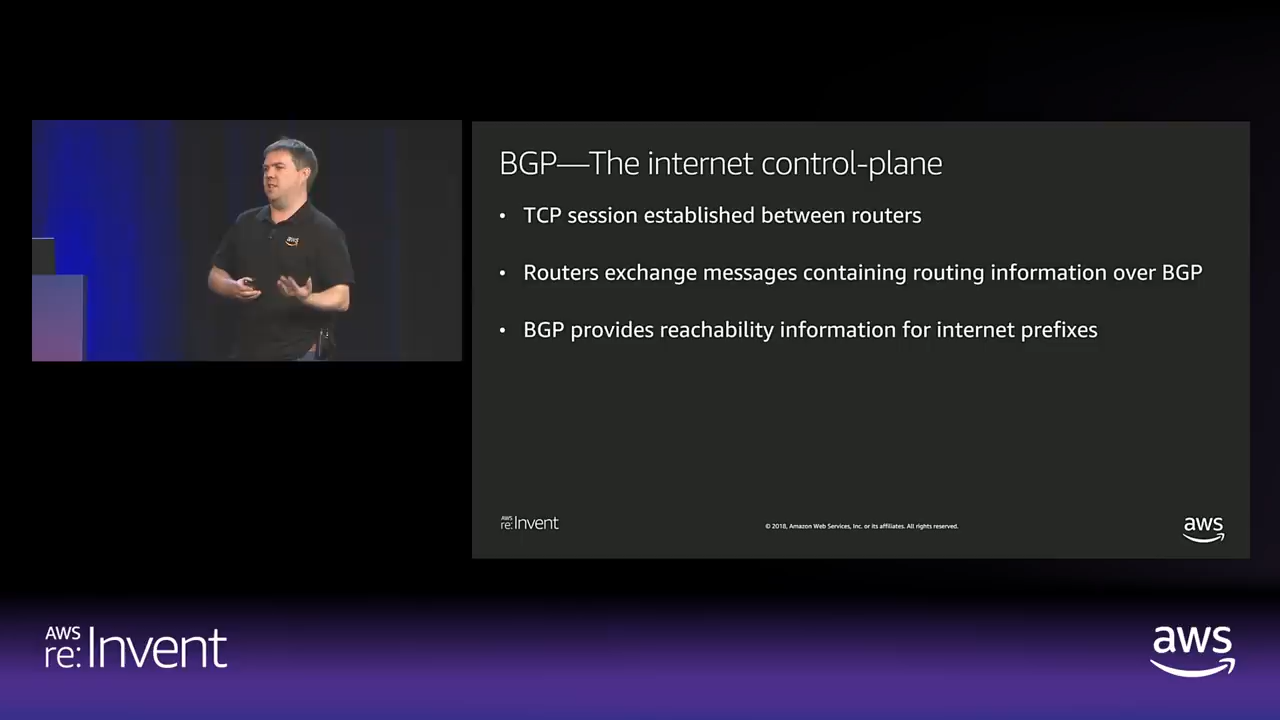 aws
BGP—The internet control-plane
• TCP session established between routers
• Routers exchange messages containing routing information over BGP
• BGP provides reachability information for internet prefixes
AWS
re:Invent
© 2018, Amazon Web Services, Inc. or its affiliates. All rights reserved.
aws
AWS
re:Invent
aws